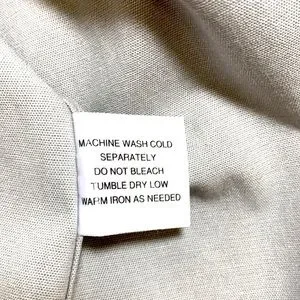 MACHINE WASH COLD
SEPARATELY
DO NOT BLEACH
TUMBLE DRY LOW
WARM IRON AS NEEDED